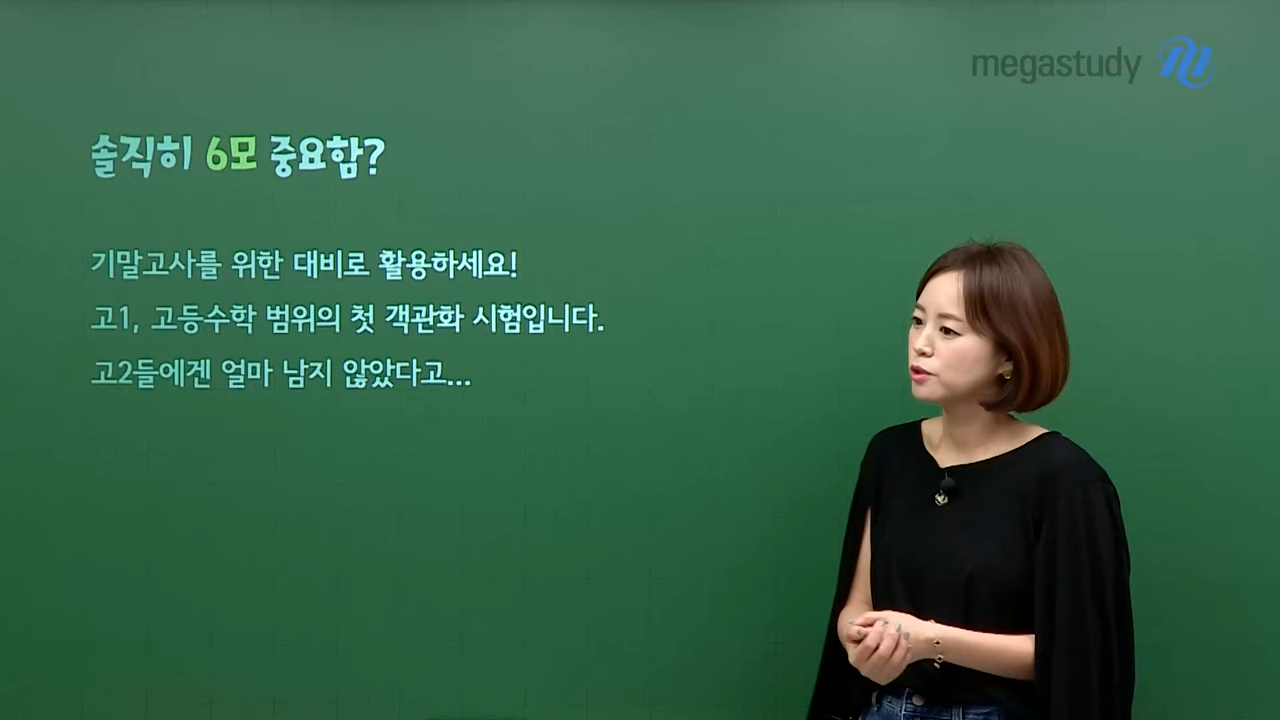 megastudy
솔직히 6모 중요함?
기말고사를 위한 대비로 활용하세요!
고1, 고등수학 범위의 첫 객관화 시험입니다.
고2들에겐 얼마 남지 않았다고...